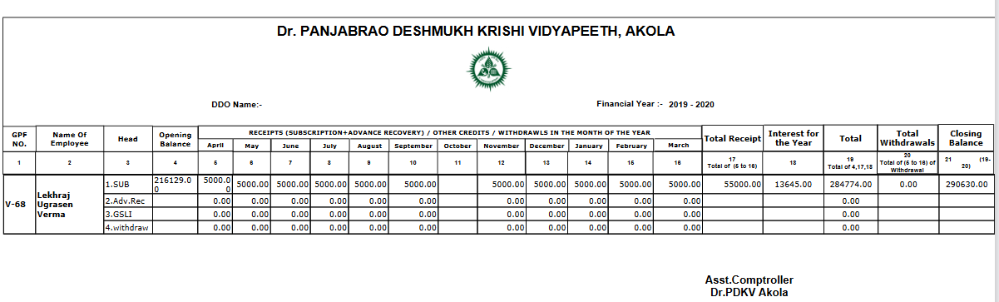 Dr. PANJABRAO DESHMUKH KRISHI VIDYAPEETH, AKOLA
DDO Name:- Financial Year :- 2019 - 2020
GPF NO. Name Of Employee Head Opening Balance RECEIPTS (SUBSCRIPTION+ADVANCE RECOVERY) / OTHER CREDITS / WITHDRAWLS IN THE MONTH OF THE YEAR Total Receipt Interest for the Year Total Total Withdrawals Closing Balance
April May June July August September October November December January February March
1 2 3 4 5 6 7 8 9 10 11 12 13 14 15 16 17 Total of (5 to 16) 18 19 Total of 4,17,18 20 Total of (5 to 16) of Withdrawal 21 (19-20)
V-68 Lekhraj Ugrasen Verma 1.SUB 216129.00 5000.00 5000.00 5000.00 5000.00 5000.00 5000.00 5000.00 5000.00 5000.00 5000.00 5000.00 55000.00 13645.00 284774.00 0.00 290630.00
2.Adv.Rec 0.00 0.00 0.00 0.00 0.00 0.00 0.00 0.00 0.00 0.00 0.00 0.00
3.GSLI 0.00 0.00 0.00 0.00 0.00 0.00 0.00 0.00 0.00 0.00 0.00 0.00
4.withdraw 0.00 0.00 0.00 0.00 0.00 0.00 0.00 0.00 0.00 0.00 0.00 0.00
Asst.Comptroller
Dr.PDKV Akola